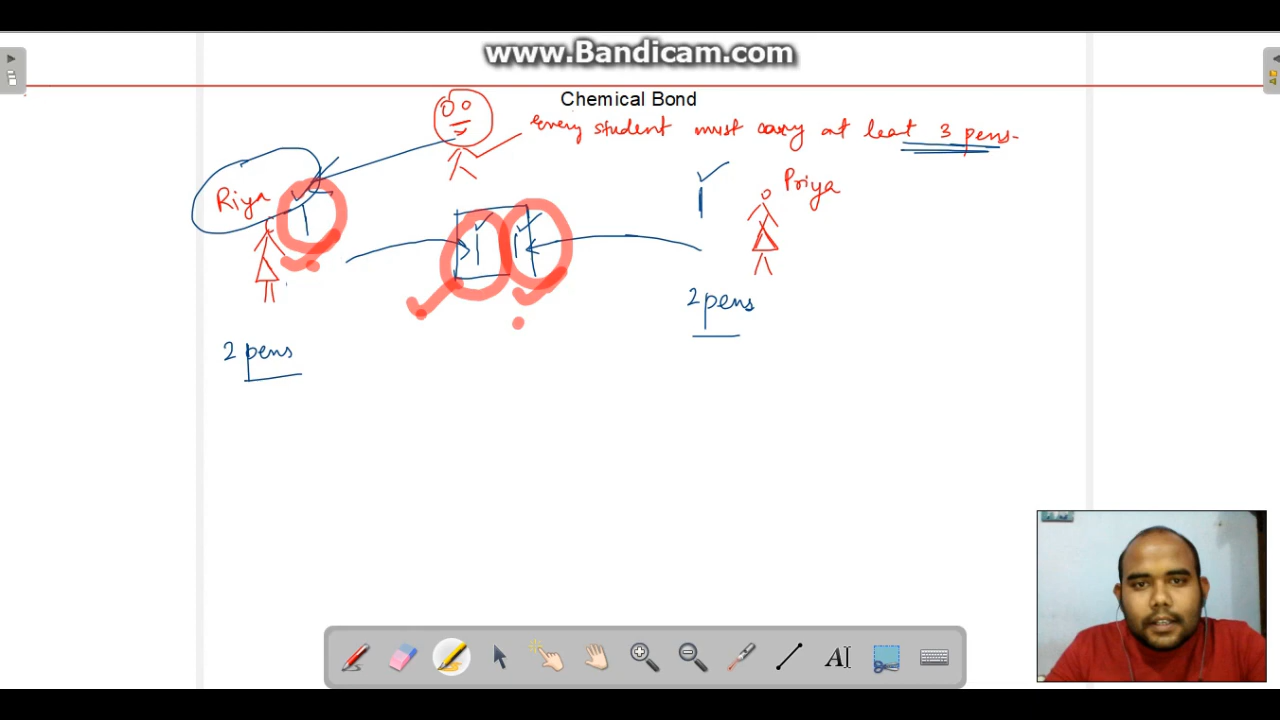 www.Bandicam.com
Chemical Bond
Every student must carry at least 3 pens.
Riya
Priya
2 pens
2 pens
AI